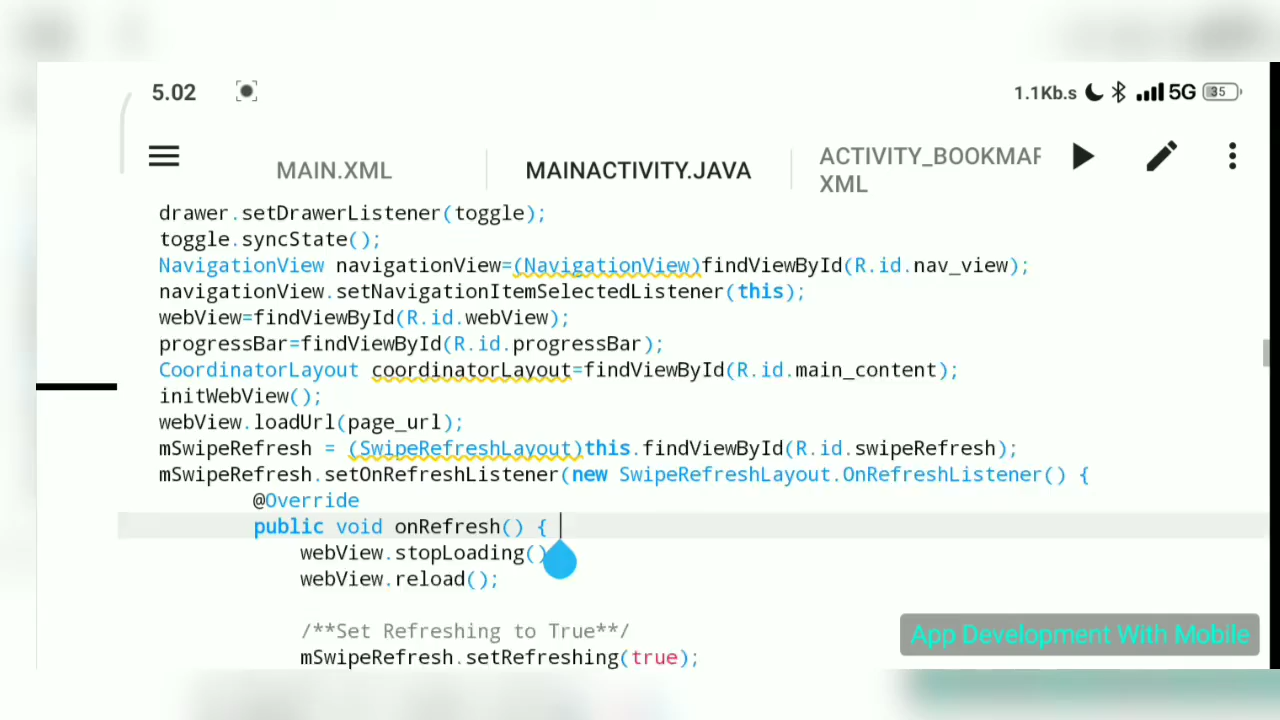 5.02
1.1Kb.s 5G 35
MAIN.XML
MAINACTIVITY.JAVA
ACTIVITY_BOOKMAR
XML
drawer.setDrawerListener(toggle);
toggle.syncState();
NavigationView navigationView=(NavigationView)findViewById(R.id.nav_view);
navigationView.setNavigationItemSelectedListener(this);
webView=findViewById(R.id.webView);
progressBar=findViewById(R.id.progressBar);
CoordinatorLayout coordinatorLayout=findViewById(R.id.main_content);
initWebView();
webView.loadUrl(page_url);
mSwipeRefresh = (SwipeRefreshLayout)this.findViewById(R.id.swipeRefresh);
mSwipeRefresh.setOnRefreshListener(new SwipeRefreshLayout.OnRefreshListener() {
@Override
public void onRefresh() {
webView.stopLoading()
webView.reload();
/**Set Refreshing to True**/
mSwipeRefresh.setRefreshing(true);
App Development With Mobile